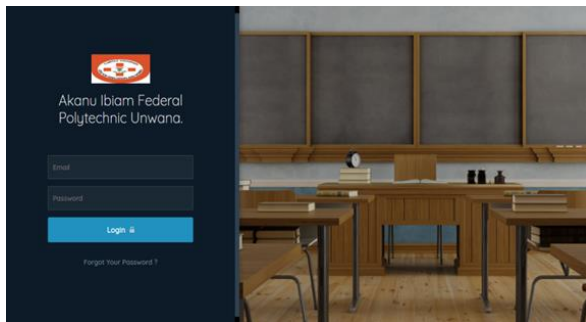 Akanu Ibiam Federal
Polytechnic Unwana.
Email
Password
Login
Forgot Your Password ?